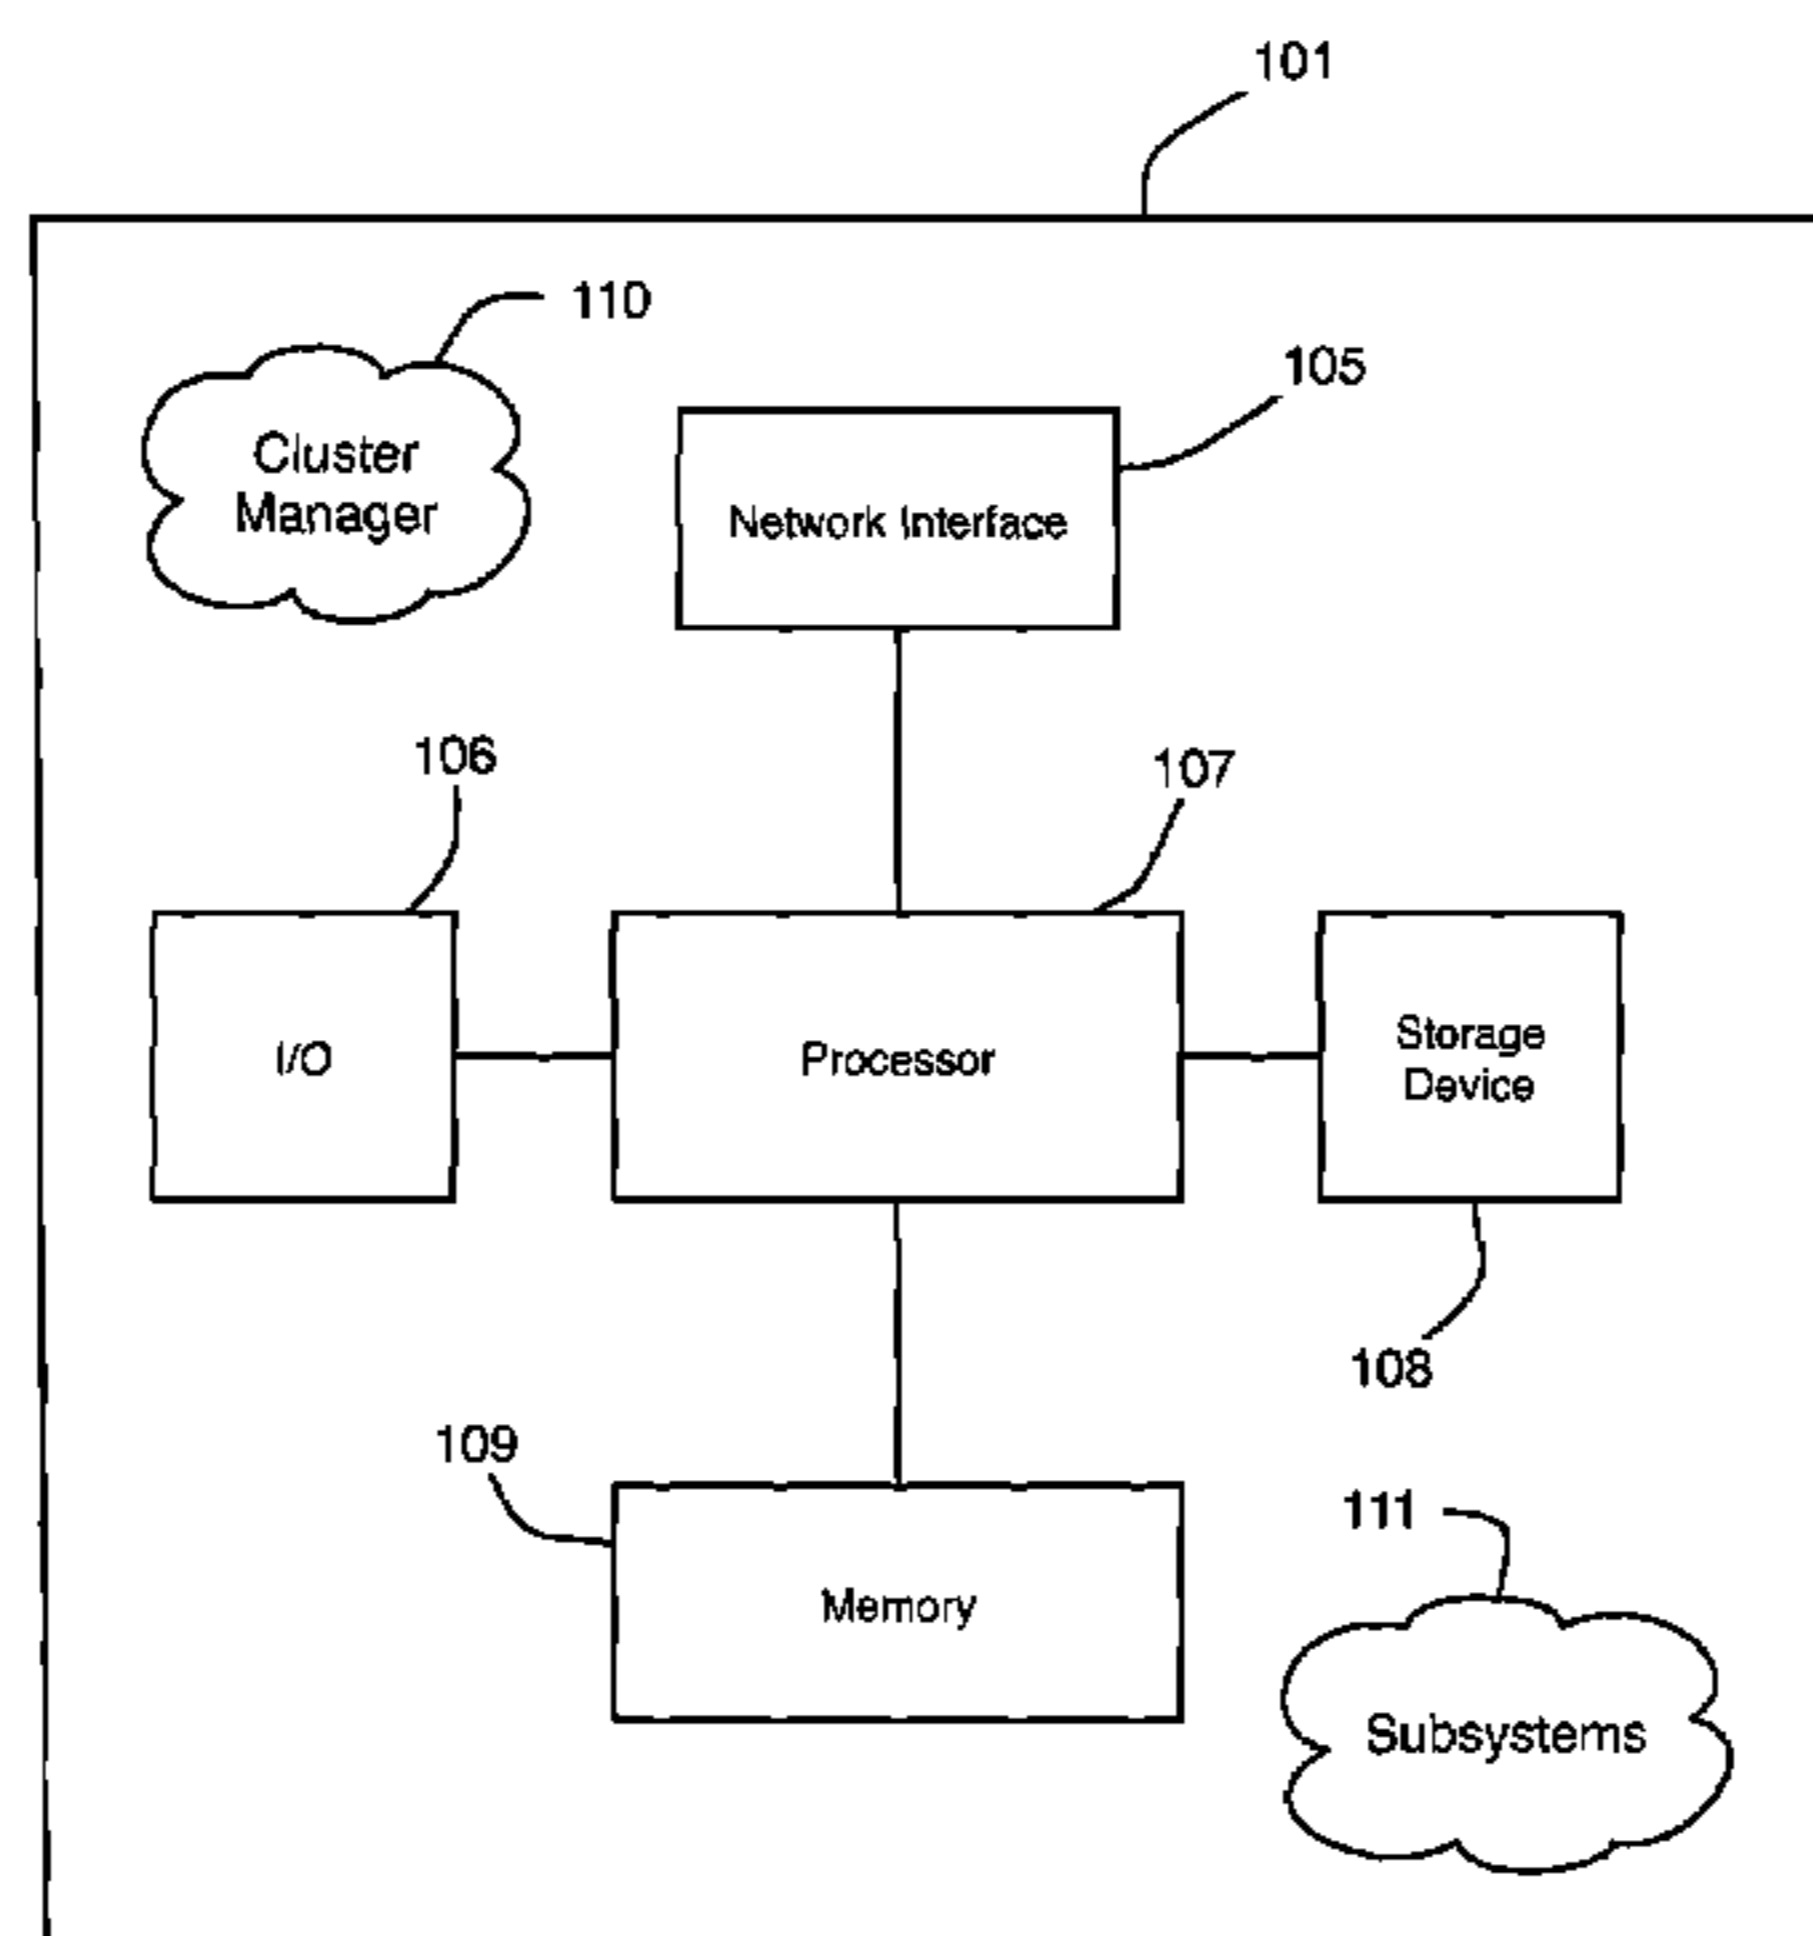 101
110
105
Cluster
Manager
Network Interface
106
107
I/O
Processor
Storage
Device
108
109
111
Memory
Subsystems